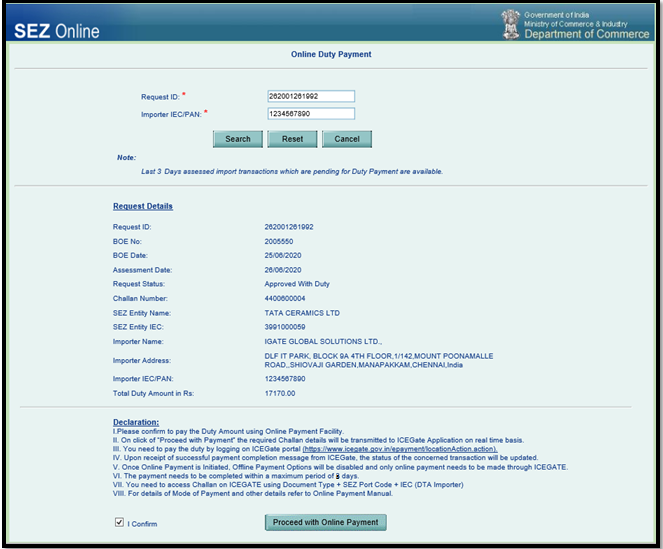 SEZ Online
Government of India
Ministry of Commerce & Industry
Department of Commerce
Online Duty Payment
Request ID: * 262001261992
Importer IEC/PAN: * 1234567890
Search Reset Cancel
Note:
Last 3 Days assessed import transactions which are pending for Duty Payment are available.
Request Details
Request ID: 262001261992
BOE No: 2005550
BOE Date: 25/06/2020
Assessment Date: 26/06/2020
Request Status: Approved With Duty
Challan Number: 4400600004
SEZ Entity Name: TATA CERAMICS LTD
SEZ Entity IEC: 3991000059
Importer Name: IGATE GLOBAL SOLUTIONS LTD.,
Importer Address: DLF IT PARK, BLOCK 9A 4TH FLOOR,1/142,MOUNT POONAMALLE
ROAD,,SHIOVAJI GARDEN,MANAPAKKAM,CHENNAI,India
Importer IEC/PAN: 1234567890
Total Duty Amount in Rs: 17170.00
Declaration:
I.Please confirm to pay the Duty Amount using Online Payment Facility.
II. On click of "Proceed with Payment" the required Challan details will be transmitted to ICEGate Application on real time basis.
III. You need to pay the duty by logging on ICEGate portal (https://www.icegate.gov.in/epayment/locationAction.action).
IV. Upon receipt of successful payment completion message from ICEGate, the status of the concerned transaction will be updated.
V. Once Online Payment is Initiated, Offline Payment Options will be disabled and only online payment needs to be made through ICEGATE.
VI. The payment needs to be completed within a maximum period of days.
VII. You need to access Challan on ICEGATE using Document Type + SEZ Port Code + IEC (DTA Importer)
VIII. For details of Mode of Payment and other details refer to Online Payment Manual.
I Confirm
Proceed with Online Payment